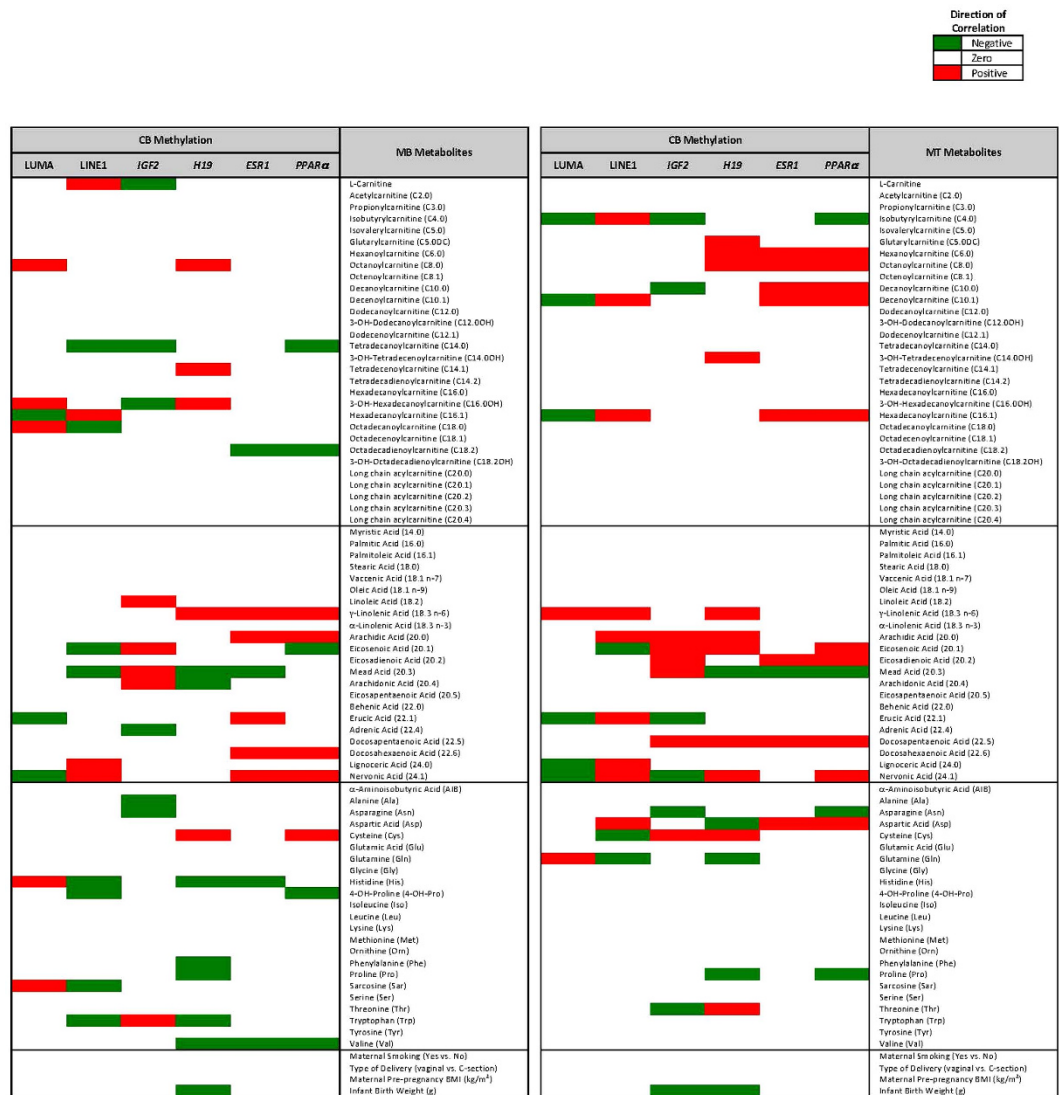 Direction of
Correlation
Negative
Zero
Positive
CB Methylation
MB Metabolites
LUMA LINE1 IGF2 H19 ESR1 PPARα
L-Carnitine
Acetylcarnitine (C2.0)
Propionylcarnitine (C3.0)
Isobutyrylcarnitine (C4.0)
Isovalerylcarnitine (C5.0)
Glutarylcarnitine (C5.0DC)
Hexanoylcarnitine (C6.0)
Octanoylcarnitine (C8.0)
Octenoylcarnitine (C8.1)
Decanoylcarnitine (C10.0)
Decenoylcarnitine (C10.1)
Dodecanoylcarnitine (C12.0)
3-OH-Dodecanoylcarnitine (C12.0OH)
Dodecenoylcarnitine (C12.1)
Tetradecanoylcarnitine (C14.0)
3-OH-Tetradecenoylcarnitine (C14.0OH)
Tetradecenoylcarnitine (C14.1)
Tetradecadienoylcarnitine (C14.2)
Hexadecanoylcarnitine (C16.0)
3-OH-Hexadecanoylcarnitine (C16.0OH)
Hexadecanoylcarnitine (C16.1)
Octadecanoylcarnitine (C18.0)
Octadecenoylcarnitine (C18.1)
Octadecadienoylcarnitine (C18.2)
3-OH-Octadecadienoylcarnitine (C18.2OH)
Long chain acylcarnitine (C20.0)
Long chain acylcarnitine (C20.1)
Long chain acylcarnitine (C20.2)
Long chain acylcarnitine (C20.3)
Long chain acylcarnitine (C20.4)
Myristic Acid (14.0)
Palmitic Acid (16.0)
Palmitoleic Acid (16.1)
Stearic Acid (18.0)
Vaccenic Acid (18.1 n-7)
Oleic Acid (18.1 n-9)
Linoleic Acid (18.2)
γ-Linolenic Acid (18.3 n-6)
α-Linolenic Acid (18.3 n-3)
Arachidic Acid (20.0)
Eicosenoic Acid (20.1)
Eicosadienoic Acid (20.2)
Mead Acid (20.3)
Arachidonic Acid (20.4)
Eicosapentaenoic Acid (20.5)
Behenic Acid (22.0)
Erucic Acid (22.1)
Adrenic Acid (22.4)
Docosapentaenoic Acid (22.5)
Docosahexaenoic Acid (22.6)
Lignoceric Acid (24.0)
Nervonic Acid (24.1)
α-Aminoisobutyric Acid (AIB)
Alanine (Ala)
Asparagine (Asn)
Aspartic Acid (Asp)
Cysteine (Cys)
Glutamic Acid (Glu)
Glutamine (Gln)
Glycine (Gly)
Histidine (His)
4-OH-Proline (4-OH-Pro)
Isoleucine (Iso)
Leucine (Leu)
Lysine (Lys)
Methionine (Met)
Ornithine (Orn)
Phenylalanine (Phe)
Proline (Pro)
Sarcosine (Sar)
Serine (Ser)
Threonine (Thr)
Tryptophan (Trp)
Tyrosine (Tyr)
Valine (Val)
Maternal Smoking (Yes vs. No)
Type of Delivery (vaginal vs. C-section)
Maternal Pre-pregnancy BMI (kg/m²)
Infant Birth Weight (g)
CB Methylation
MT Metabolites
LUMA LINE1 IGF2 H19 ESR1 PPARα
L-Carnitine
Acetylcarnitine (C2.0)
Propionylcarnitine (C3.0)
Isobutyrylcarnitine (C4.0)
Isovalerylcarnitine (C5.0)
Glutarylcarnitine (C5.0DC)
Hexanoylcarnitine (C6.0)
Octanoylcarnitine (C8.0)
Octenoylcarnitine (C8.1)
Decanoylcarnitine (C10.0)
Decenoylcarnitine (C10.1)
Dodecanoylcarnitine (C12.0)
3-OH-Dodecanoylcarnitine (C12.0OH)
Dodecenoylcarnitine (C12.1)
Tetradecanoylcarnitine (C14.0)
3-OH-Tetradecenoylcarnitine (C14.0OH)
Tetradecenoylcarnitine (C14.1)
Tetradecadienoylcarnitine (C14.2)
Hexadecanoylcarnitine (C16.0)
3-OH-Hexadecanoylcarnitine (C16.0OH)
Hexadecanoylcarnitine (C16.1)
Octadecanoylcarnitine (C18.0)
Octadecenoylcarnitine (C18.1)
Octadecadienoylcarnitine (C18.2)
3-OH-Octadecadienoylcarnitine (C18.2OH)
Long chain acylcarnitine (C20.0)
Long chain acylcarnitine (C20.1)
Long chain acylcarnitine (C20.2)
Long chain acylcarnitine (C20.3)
Long chain acylcarnitine (C20.4)
Myristic Acid (14.0)
Palmitic Acid (16.0)
Palmitoleic Acid (16.1)
Stearic Acid (18.0)
Vaccenic Acid (18.1 n-7)
Oleic Acid (18.1 n-9)
Linoleic Acid (18.2)
γ-Linolenic Acid (18.3 n-6)
α-Linolenic Acid (18.3 n-3)
Arachidic Acid (20.0)
Eicosenoic Acid (20.1)
Eicosadienoic Acid (20.2)
Mead Acid (20.3)
Arachidonic Acid (20.4)
Eicosapentaenoic Acid (20.5)
Behenic Acid (22.0)
Erucic Acid (22.1)
Adrenic Acid (22.4)
Docosapentaenoic Acid (22.5)
Docosahexaenoic Acid (22.6)
Lignoceric Acid (24.0)
Nervonic Acid (24.1)
α-Aminoisobutyric Acid (AIB)
Alanine (Ala)
Asparagine (Asn)
Aspartic Acid (Asp)
Cysteine (Cys)
Glutamic Acid (Glu)
Glutamine (Gln)
Glycine (Gly)
Histidine (His)
4-OH-Proline (4-OH-Pro)
Isoleucine (Iso)
Leucine (Leu)
Lysine (Lys)
Methionine (Met)
Ornithine (Orn)
Phenylalanine (Phe)
Proline (Pro)
Sarcosine (Sar)
Serine (Ser)
Threonine (Thr)
Tryptophan (Trp)
Tyrosine (Tyr)
Valine (Val)
Maternal Smoking (Yes vs. No)
Type of Delivery (vaginal vs. C-section)
Maternal Pre-pregnancy BMI (kg/m²)
Infant Birth Weight (g)